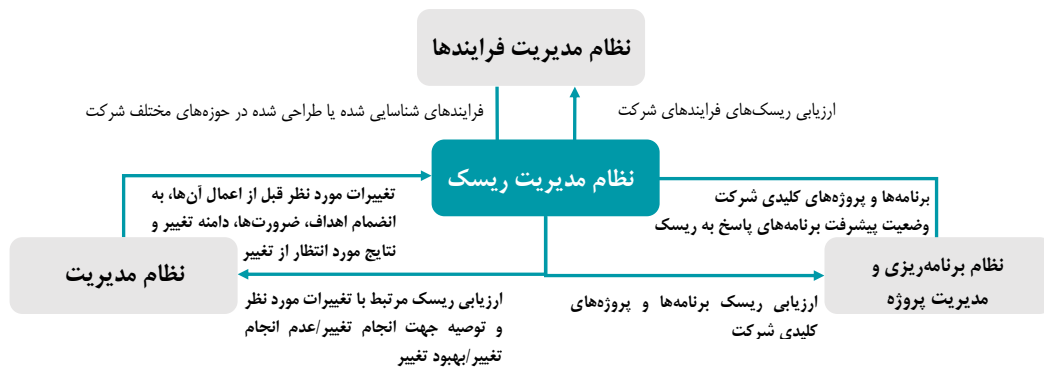 نظام مدیریت فرایندها
ارزیابی ریسک‌های فرایندهای شرکت
فرایندهای شناسایی شده یا طراحی شده در حوزه‌های مختلف شرکت
نظام مدیریت ریسک
برنامه‌ها و پروژه‌های کلیدی شرکت
وضعیت پیشرفت برنامه‌های پاسخ به ریسک
تغییرات مورد نظر قبل از اعمال آن‌ها، به
انضمام اهداف، ضرورت‌ها، دامنه تغییر و
نتایج مورد انتظار از تغییر
نظام برنامه‌ریزی و
مدیریت پروژه
نظام مدیریت
ارزیابی ریسک برنامه‌ها و پروژه‌های
کلیدی شرکت
ارزیابی ریسک مرتبط با تغییرات مورد نظر
و توصیه جهت انجام تغییر/عدم انجام
تغییر/بهبود تغییر